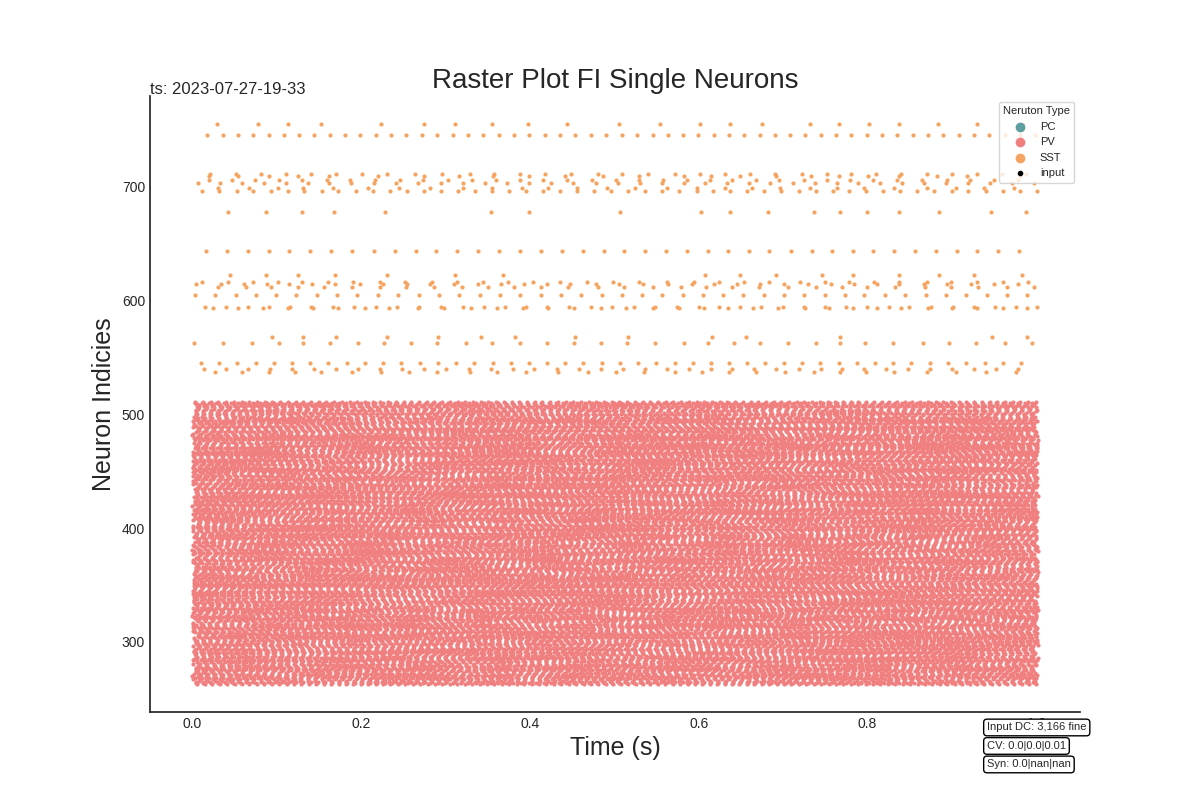 Raster Plot FI Single Neurons
ts: 2023-07-27-19-33
Neruton Type
PC
PV
SST
input
Neuron Indicies
700
600
500
400
300
0.0 0.2 0.4 0.6 0.8
Time (s)
Input DC: 3,166 fine
CV: 0.0|0.0|0.01
Syn: 0.0|nan|nan